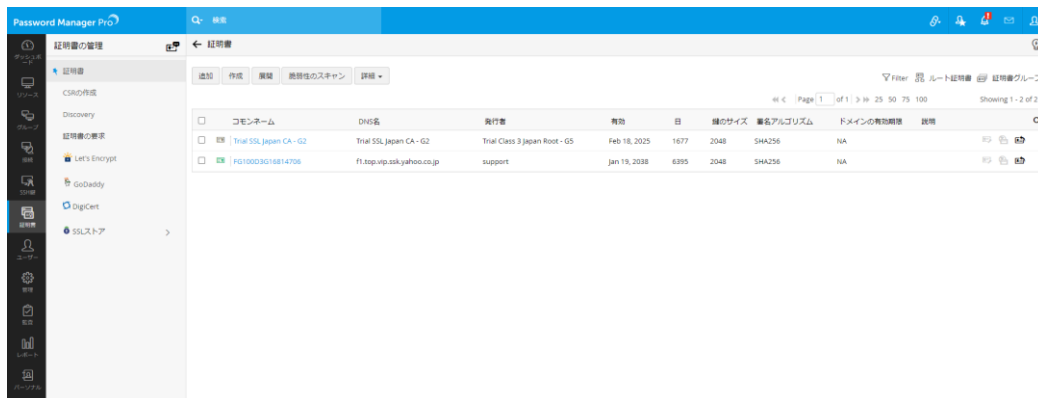 Password Manager Pro
検索
ダッシュボード
リソース
グループ
接続
SSH鍵
証明書
ユーザー
管理
監査
レポート
パーソナル
証明書の管理
証明書
CSRの作成
Discovery
証明書の要求
Let's Encrypt
GoDaddy
DigiCert
SSLストア
← 証明書
追加 作成 展開 脆弱性のスキャン 詳細
Filter ルート証明書 証明書グループ
Page 1 of 1 25 50 75 100 Showing 1 - 2 of 2
コモンネーム DNS名 発行者 有効 日 鍵のサイズ 署名アルゴリズム ドメインの有効期限 説明
Trial SSL Japan CA - G2 Trial SSL Japan CA - G2 Trial Class 3 Japan Root - G5 Feb 18, 2025 1677 2048 SHA256 NA
FG100D3G16814706 f1.top.vip.ssk.yahoo.co.jp support Jan 19, 2038 6395 2048 SHA256 NA